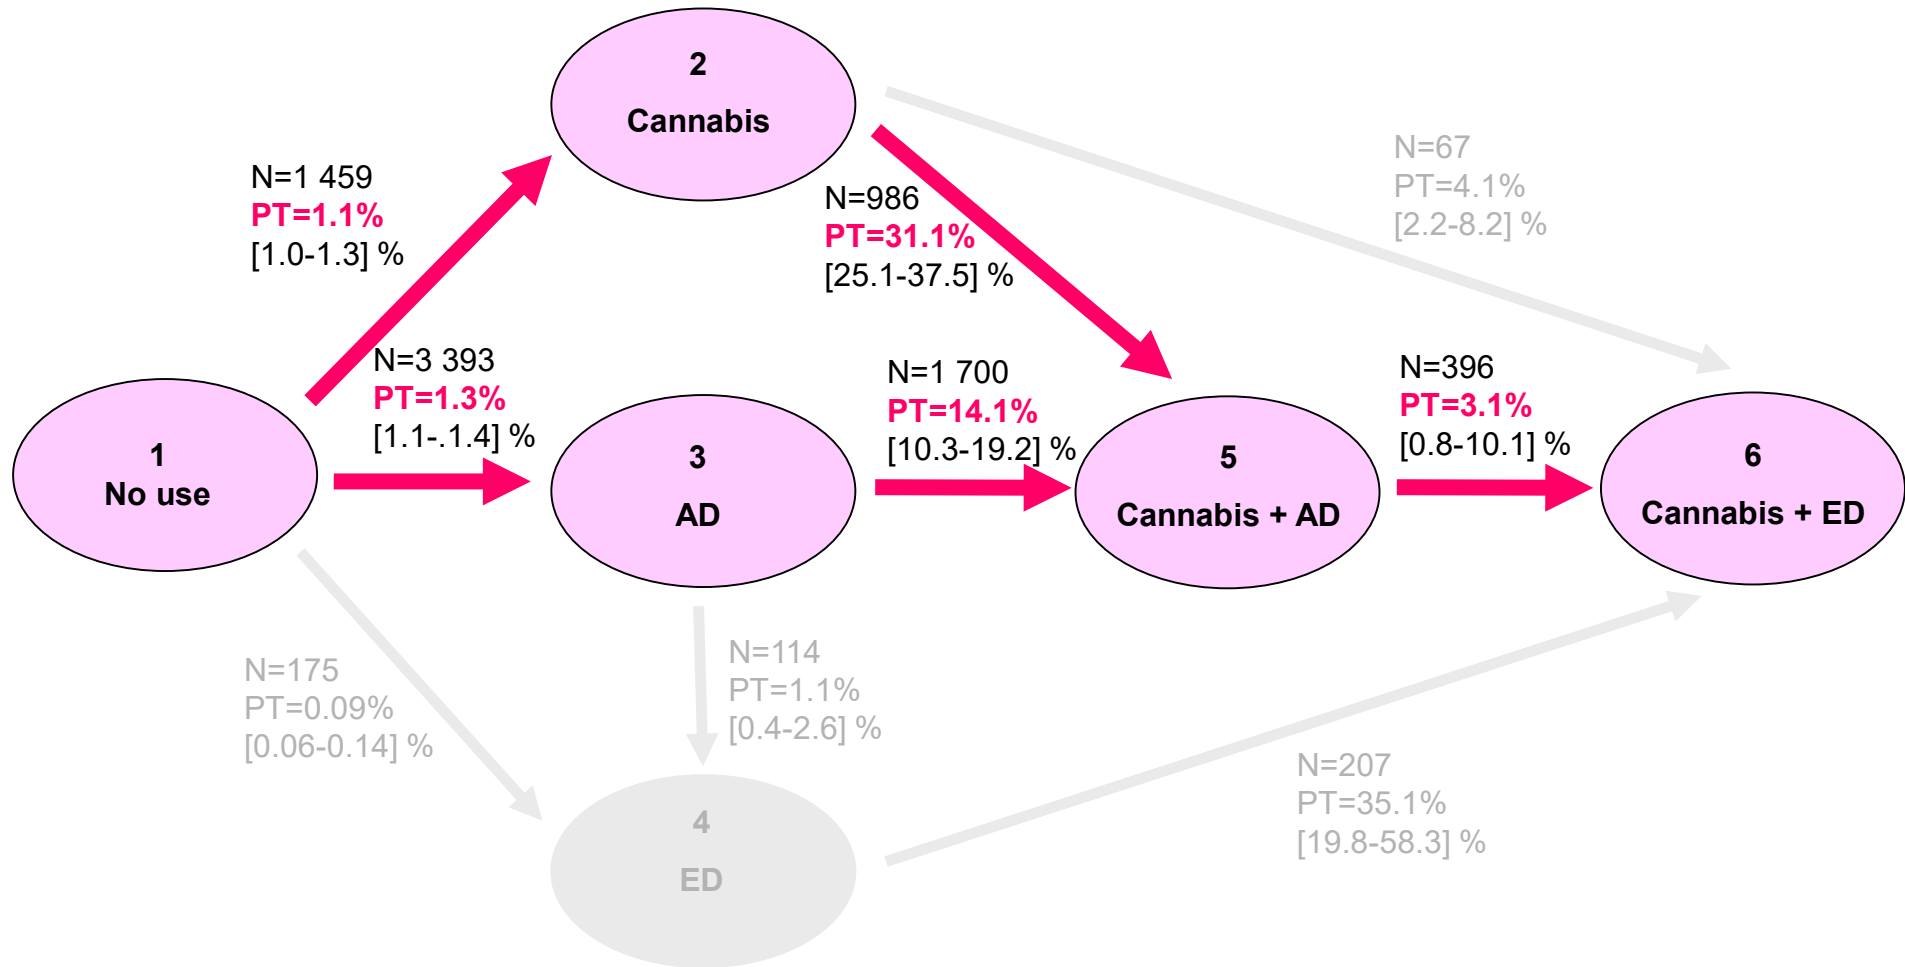 2
Cannabis
N=67
PT=4.1%
[2.2-8.2] %
N=1 459
PT=1.1%
[1.0-1.3] %
N=986
PT=31.1%
[25.1-37.5] %
N=3 393
PT=1.3%
[1.1-.1.4] %
N=1 700
PT=14.1%
[10.3-19.2] %
N=396
PT=3.1%
[0.8-10.1] %
1
No use
3
AD
5
Cannabis + AD
6
Cannabis + ED
N=175
PT=0.09%
[0.06-0.14] %
N=114
PT=1.1%
[0.4-2.6] %
N=207
PT=35.1%
[19.8-58.3] %
4
ED